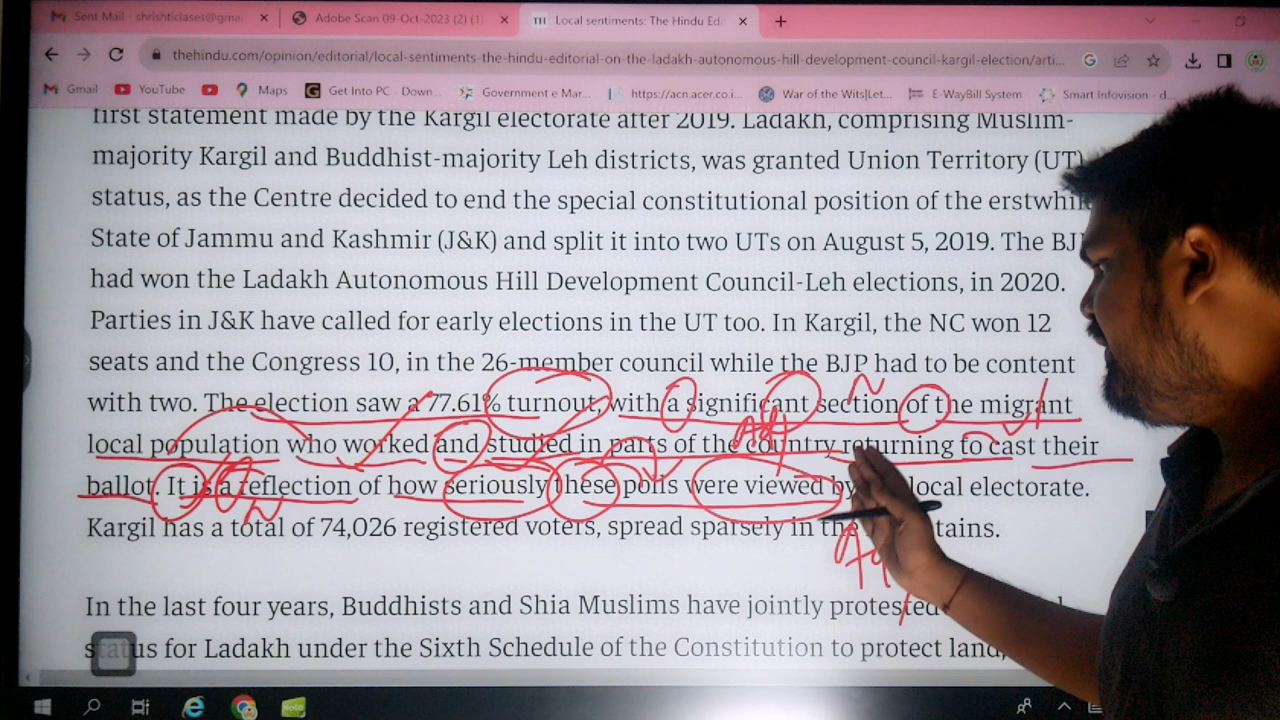 Sent Mail - shrishticlases@gma
Adobe Scan 09-Oct-2023 (2) (1)
TH Local sentiments: The Hindu Edi
thehindu.com/opinion/editorial/local-sentiments-the-hindu-editorial-on-the-ladakh-autonomous-hill-development-council-kargil-election/arti...
Gmail YouTube Maps Get Into PC - Down... Government e Mar... https://acn.acer.co.i... War of the Wits|Let... E-WayBill System Smart Infovision - d...
first statement made by the Kargil electorate after 2019. Ladakh, comprising Muslim-
majority Kargil and Buddhist-majority Leh districts, was granted Union Territory (UT)
status, as the Centre decided to end the special constitutional position of the erstwhile
State of Jammu and Kashmir (J&K) and split it into two UTs on August 5, 2019. The BJP
had won the Ladakh Autonomous Hill Development Council-Leh elections, in 2020.
Parties in J&K have called for early elections in the UT too. In Kargil, the NC won 12
seats and the Congress 10, in the 26-member council while the BJP had to be content
with two. The election saw a 77.61% turnout, with a significant section of the migrant
local population who worked and studied in parts of the country returning to cast their
ballot. It is a reflection of how seriously these polls were viewed by local electorate.
Kargil has a total of 74,026 registered voters, spread sparsely in tains.
In the last four years, Buddhists and Shia Muslims have jointly protested
status for Ladakh under the Sixth Schedule of the Constitution to protect land,